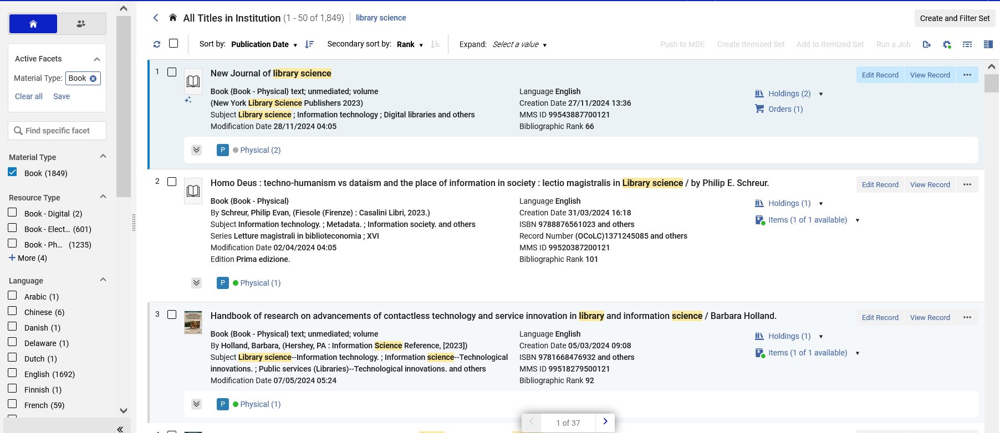 All Titles in Institution (1 - 50 of 1,849) library science
Create and Filter Set
Sort by: Publication Date Secondary sort by: Rank Expand: Select a value
Push to MDE Create Itemized Set Add to Itemized Set Run a Job
Active Facets
Material Type: Book
Clear all Save
Find specific facet
Material Type
Book (1849)
Resource Type
Book - Digital (2)
Book - Elect... (601)
Book - Ph... (1235)
More (4)
Language
Arabic (1)
Chinese (6)
Danish (1)
Delaware (1)
Dutch (1)
English (1692)
Finnish (1)
French (59)
1
New Journal of library science
Edit Record View Record
Book {Book - Physical} text; unmediated; volume
(New York Library Science Publishers 2023)
Subject Library science ; Information technology ; Digital libraries and others
Modification Date 28/11/2024 04:05
Language English
Creation Date 27/11/2024 13:36
MMS ID 99543887700121
Bibliographic Rank 66
Holdings (2)
Orders (1)
P Physical (2)
2
Homo Deus : techno-humanism vs dataism and the place of information in society : lectio magistralis in Library science / by Philip E. Schreur.
Edit Record View Record
Book {Book - Physical}
By Schreur, Philip Evan, (Fiesole (Firenze) : Casalini Libri, 2023.)
Subject Information technology. ; Metadata. ; Information society. and others
Series Letture magistrali in biblioteconomia ; XVI
Modification Date 02/04/2024 04:05
Edition Prima edizione.
Language English
Creation Date 31/03/2024 16:18
ISBN 9788876561023 and others
Record Number (OCoLC)1371245085 and others
MMS ID 99520387200121
Bibliographic Rank 101
Holdings (1)
Items (1 of 1 available)
P Physical (1)
3
Handbook of research on advancements of contactless technology and service innovation in library and information science / Barbara Holland.
Edit Record View Record
Book {Book - Physical} text; unmediated; volume
By Holland, Barbara, (Hershey, PA : Information Science Reference, [2023])
Subject Library science--Information technology. ; Information science--Technological
innovations. ; Public services (Libraries)--Technological innovations. and others
Modification Date 07/05/2024 05:24
Language English
Creation Date 05/03/2024 09:08
ISBN 9781668476932 and others
MMS ID 99518279500121
Bibliographic Rank 92
Holdings (1)
Items (1 of 1 available)
P Physical (1)
1 of 37